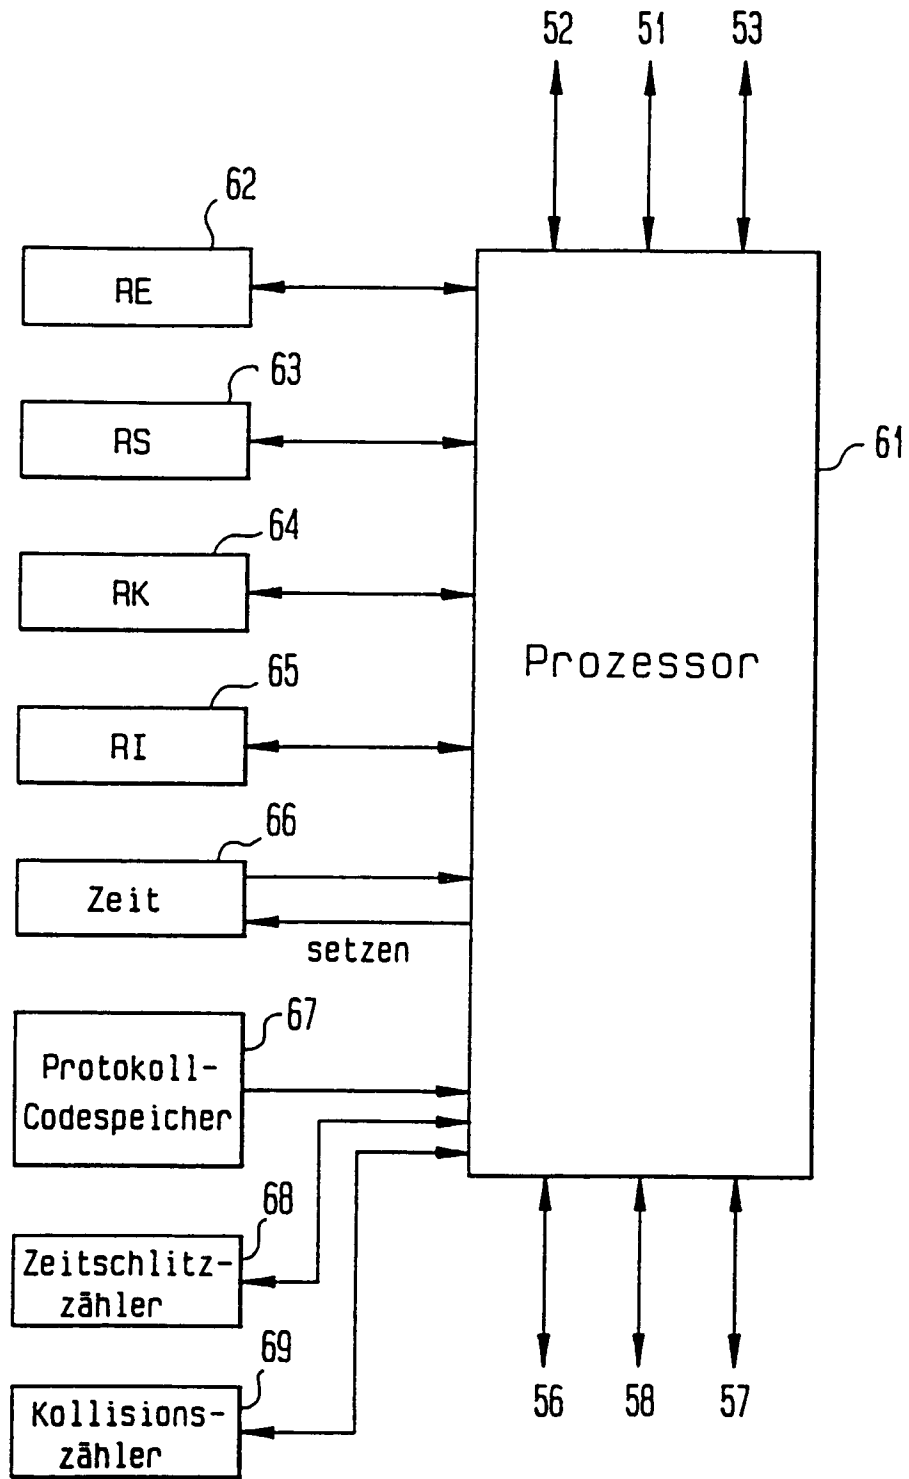 52 51 53
62
RE
63
RS
61
64
RK
Prozessor
65
RI
66
Zeit
setzen
67
Protokoll-
Codespeicher
68
Zeitschlitz-
zähler
69
56 58 57
Kollisions-
zähler